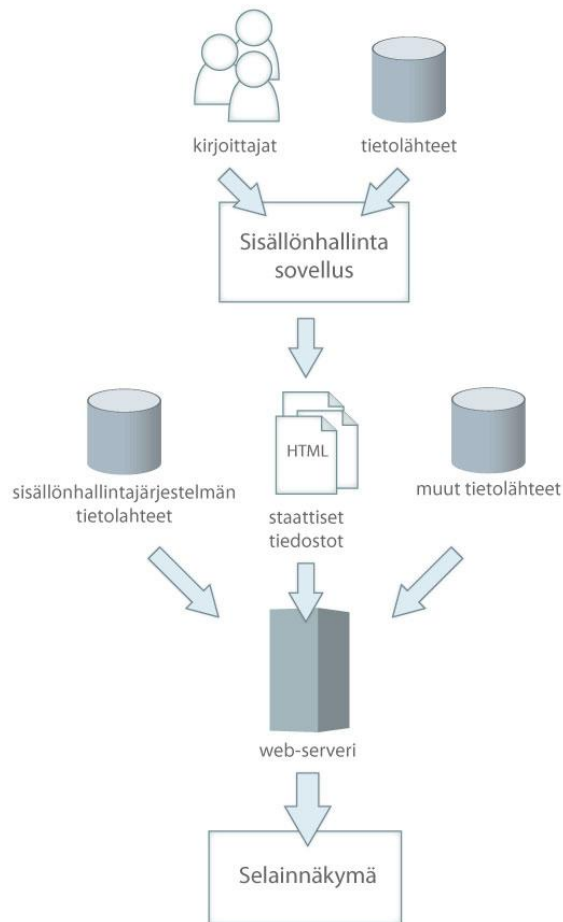 kirjoittajat
tietolähteet
Sisällönhallinta
sovellus
HTML
sisällönhallintajärjestelmän
tietolahteet
staattiset
tiedostot
muut tietolähteet
web-serveri
Selainnäkymä